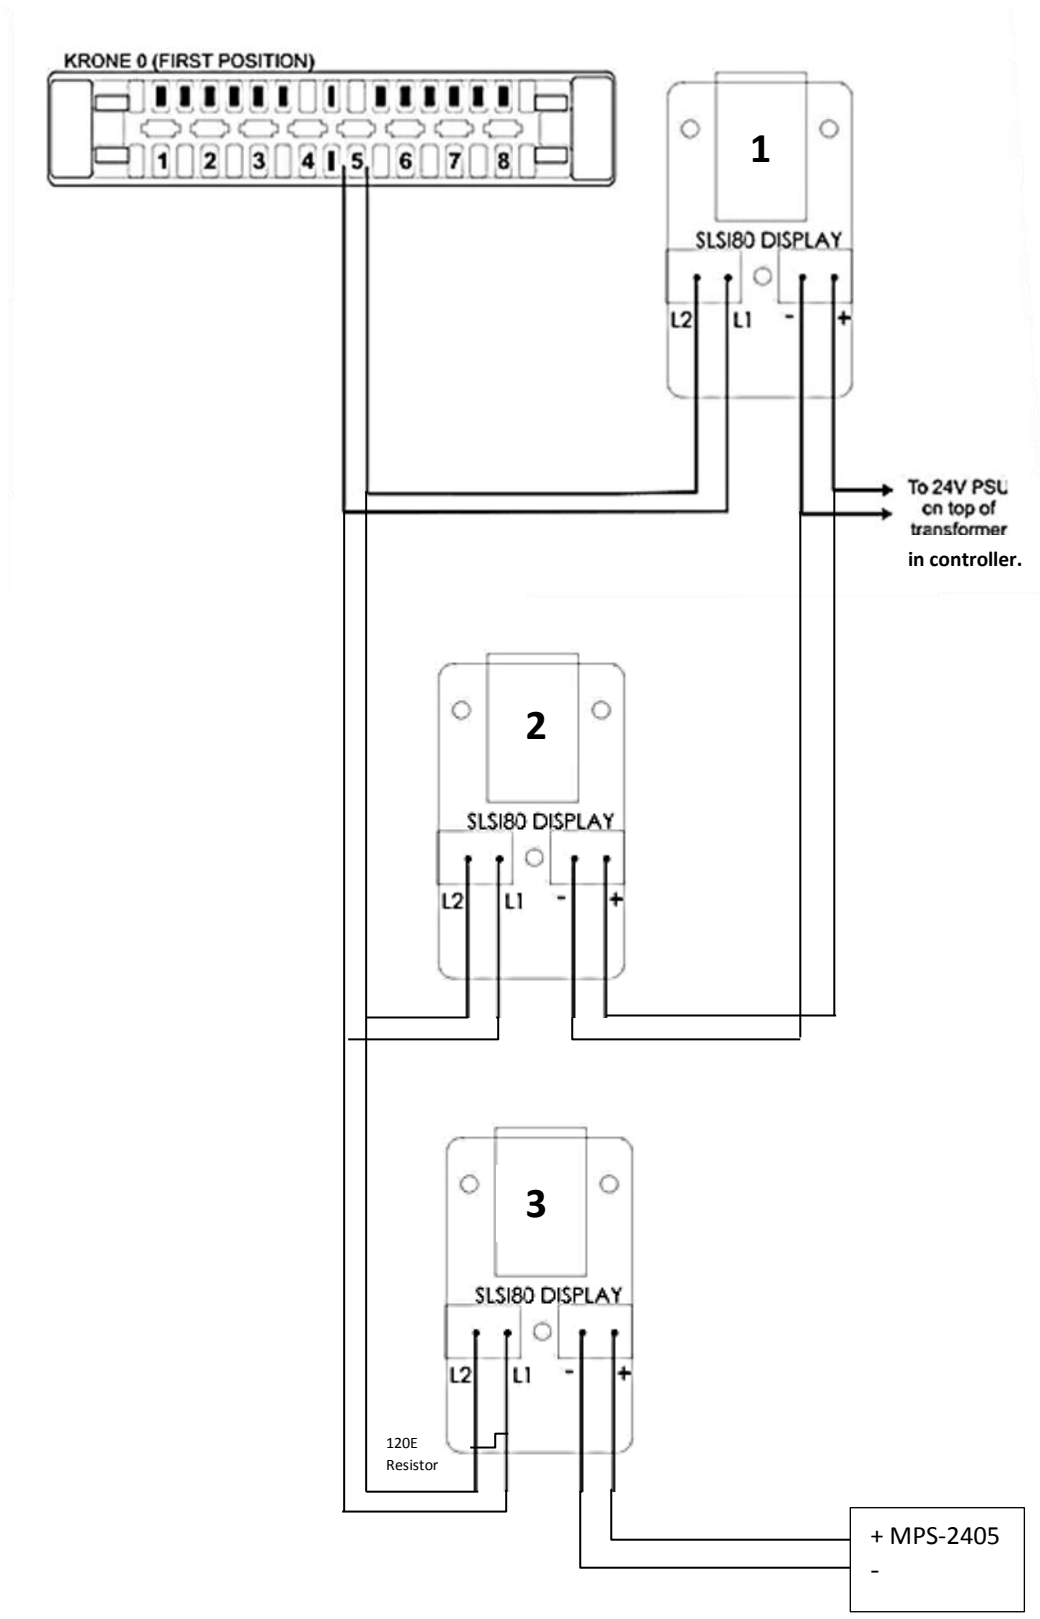 KRONE 0 (FIRST POSITION)
1 2 3 4 5 6 7 8
1
SLSI80 DISPLAY
L2 L1 - +
To 24V PSU
on top of
transformer
in controller.
2
SLSI80 DISPLAY
L2 L1 - +
3
SLSI80 DISPLAY
L2 L1 - +
120E
Resistor
+ MPS-2405
-